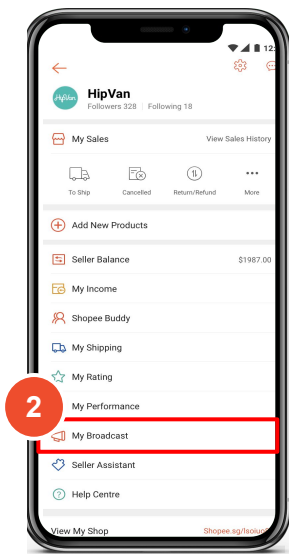 12:
HipVan
HipVan
Followers 328 | Following 18
My Sales
View Sales History
To Ship
Cancelled
Return/Refund
More
Add New Products
Seller Balance
$1987.00
My Income
Shopee Buddy
My Shipping
My Rating
2
My Performance
My Broadcast
Seller Assistant
Help Centre
View My Shop